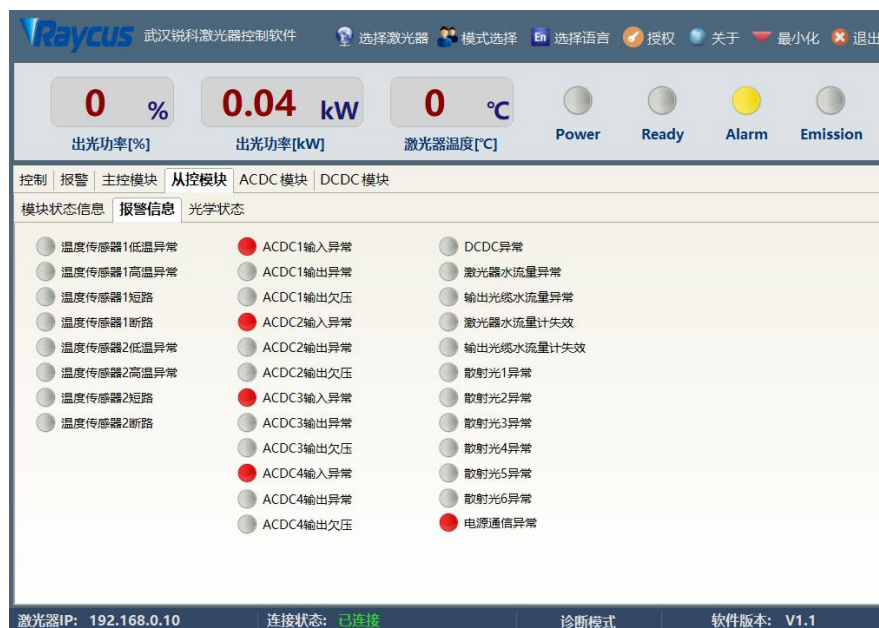 Raycus 武汉锐科激光器控制软件 选择激光器 模式选择 En 选择语言 授权 关于 最小化 退出
0 % 0.04 kW 0 ℃
出光功率[%] 出光功率[kW] 激光器温度[℃] Power Ready Alarm Emission
控制 报警 主控模块 从控模块 ACDC模块 DCDC模块
模块状态信息 报警信息 光学状态
温度传感器1低温异常 ACDC1输入异常 DCDC异常
温度传感器1高温异常 ACDC1输出异常 激光器水流量异常
温度传感器1短路 ACDC1输出欠压 输出光缆水流量异常
温度传感器1断路 ACDC2输入异常 激光器水流量计失效
温度传感器2低温异常 ACDC2输出异常 输出光缆水流量计失效
温度传感器2高温异常 ACDC2输出欠压 散射光1异常
温度传感器2短路 ACDC3输入异常 散射光2异常
温度传感器2断路 ACDC3输出异常 散射光3异常
ACDC3输出欠压 散射光4异常
ACDC4输入异常 散射光5异常
ACDC4输出异常 散射光6异常
ACDC4输出欠压 电源通信异常
激光器IP: 192.168.0.10 连接状态: 已连接 诊断模式 软件版本: V1.1